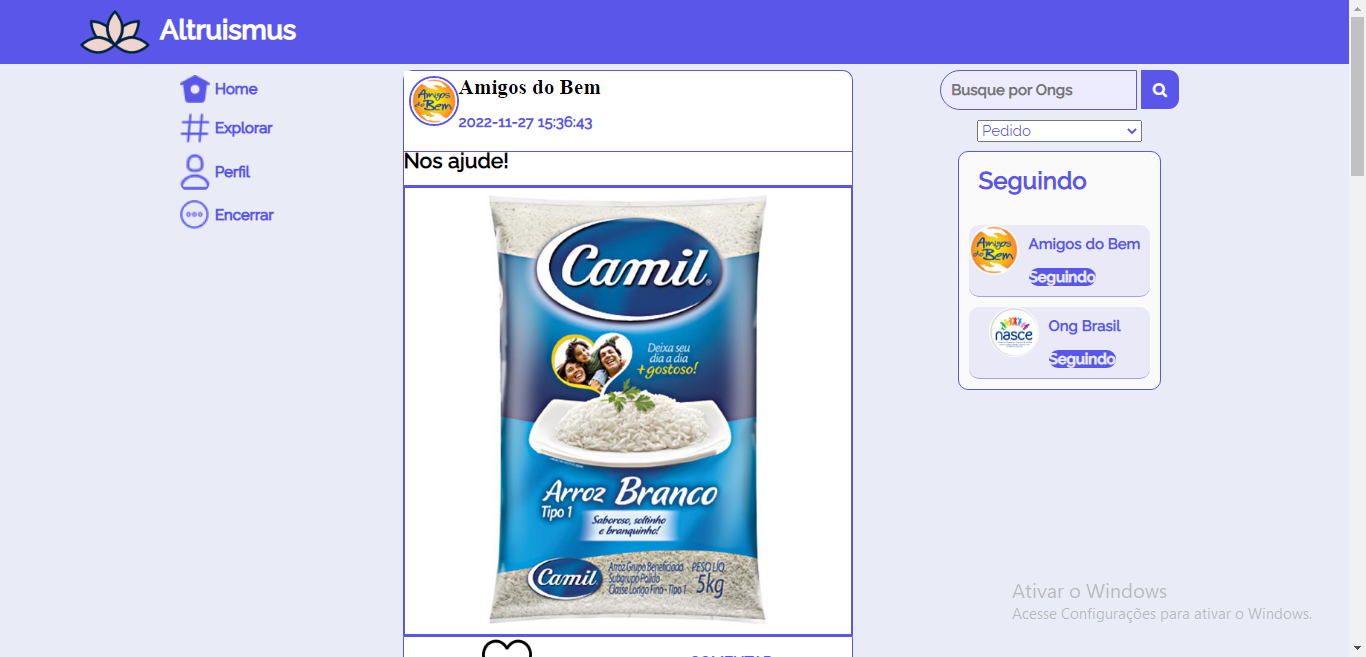 Altruismus
Home
Explorar
Perfil
Encerrar
Amigos do Bem
Amigos do Bem
2022-11-27 15:36:43
Nos ajude!
Camil
Deixa seu
dia a dia
+gostoso!
Arroz Branco
Tipo 1
Saboroso, soltinho
e branquinho!
Camil
Arroz Grupo Beneficiado
Subgrupo Polido
Classe Longo Fino - Tipo 1
PESO LIQ.
5kg
Busque por Ongs
Pedido
Seguindo
Amigos do Bem
Amigos do Bem
Seguindo
nasce
Ong Brasil
Seguindo
Ativar o Windows
Acesse Configurações para ativar o Windows.